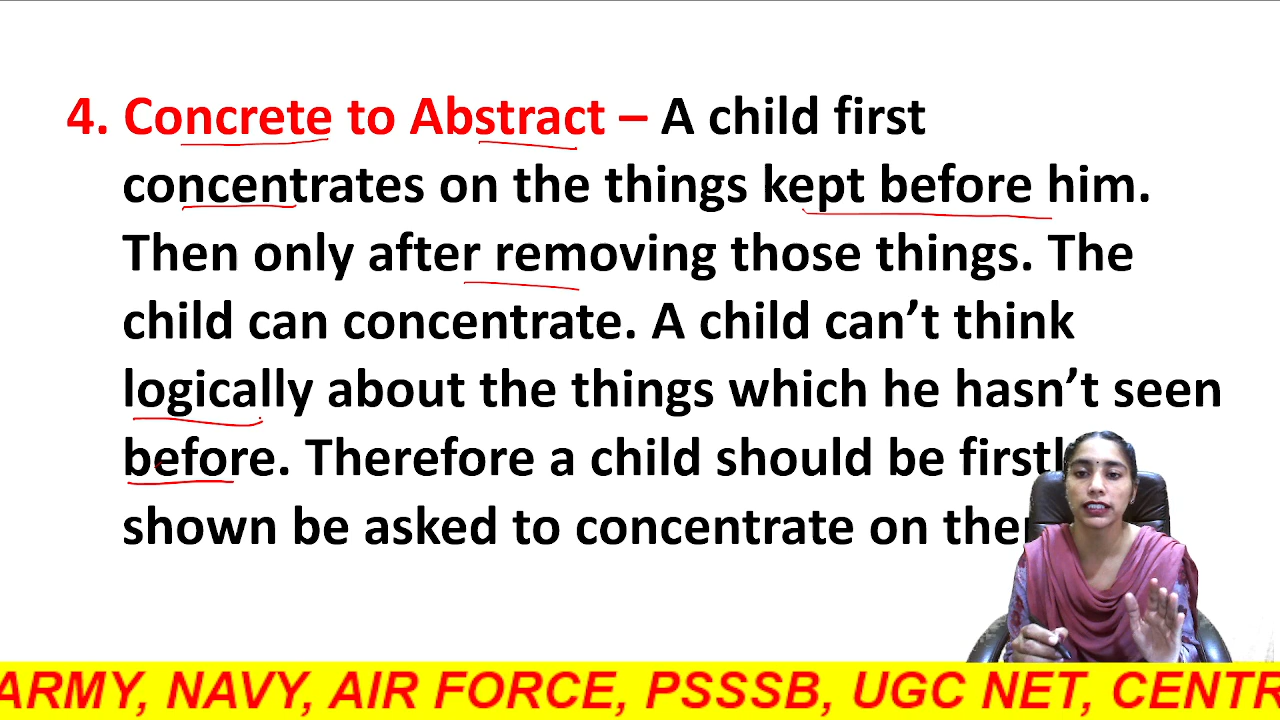 4. Concrete to Abstract – A child first
concentrates on the things kept before him.
Then only after removing those things. The
child can concentrate. A child can’t think
logically about the things which he hasn’t seen
before. Therefore a child should be
shown be asked to concentrate on
ARMY, NAVY, AIR FORCE, PSSSB, UGC NET,